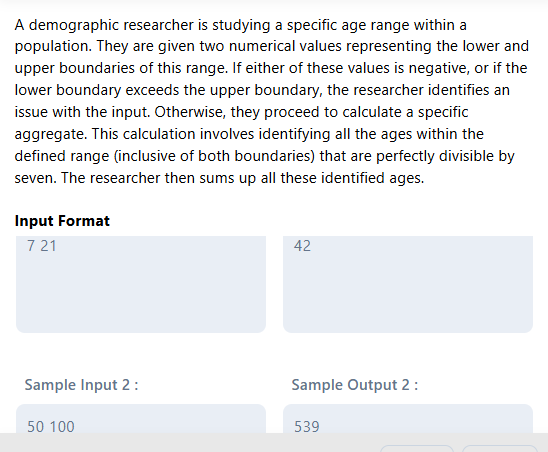 A demographic researcher is studying a specific age range within a
population. They are given two numerical values representing the lower and
upper boundaries of this range. If either of these values is negative, or if the
lower boundary exceeds the upper boundary, the researcher identifies an
issue with the input. Otherwise, they proceed to calculate a specific
aggregate. This calculation involves identifying all the ages within the
defined range (inclusive of both boundaries) that are perfectly divisible by
seven. The researcher then sums up all these identified ages.
Input Format
7 21
42
Sample Input 2 :
Sample Output 2 :
50 100
539